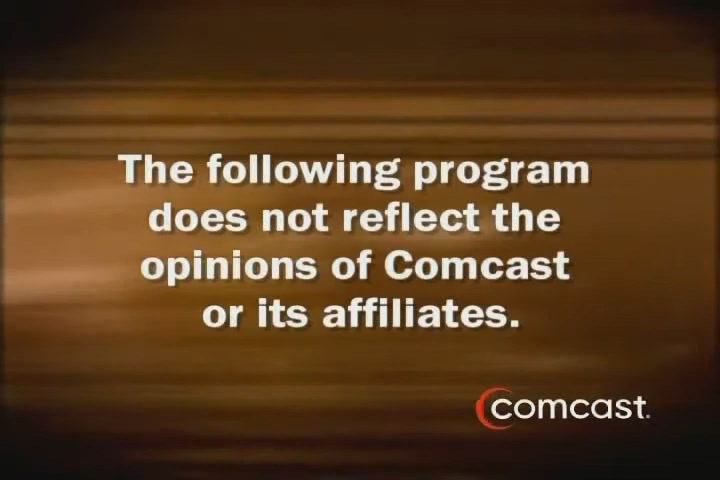 The following program
does not reflect the
opinions of Comcast
or its affiliates.
comcast.